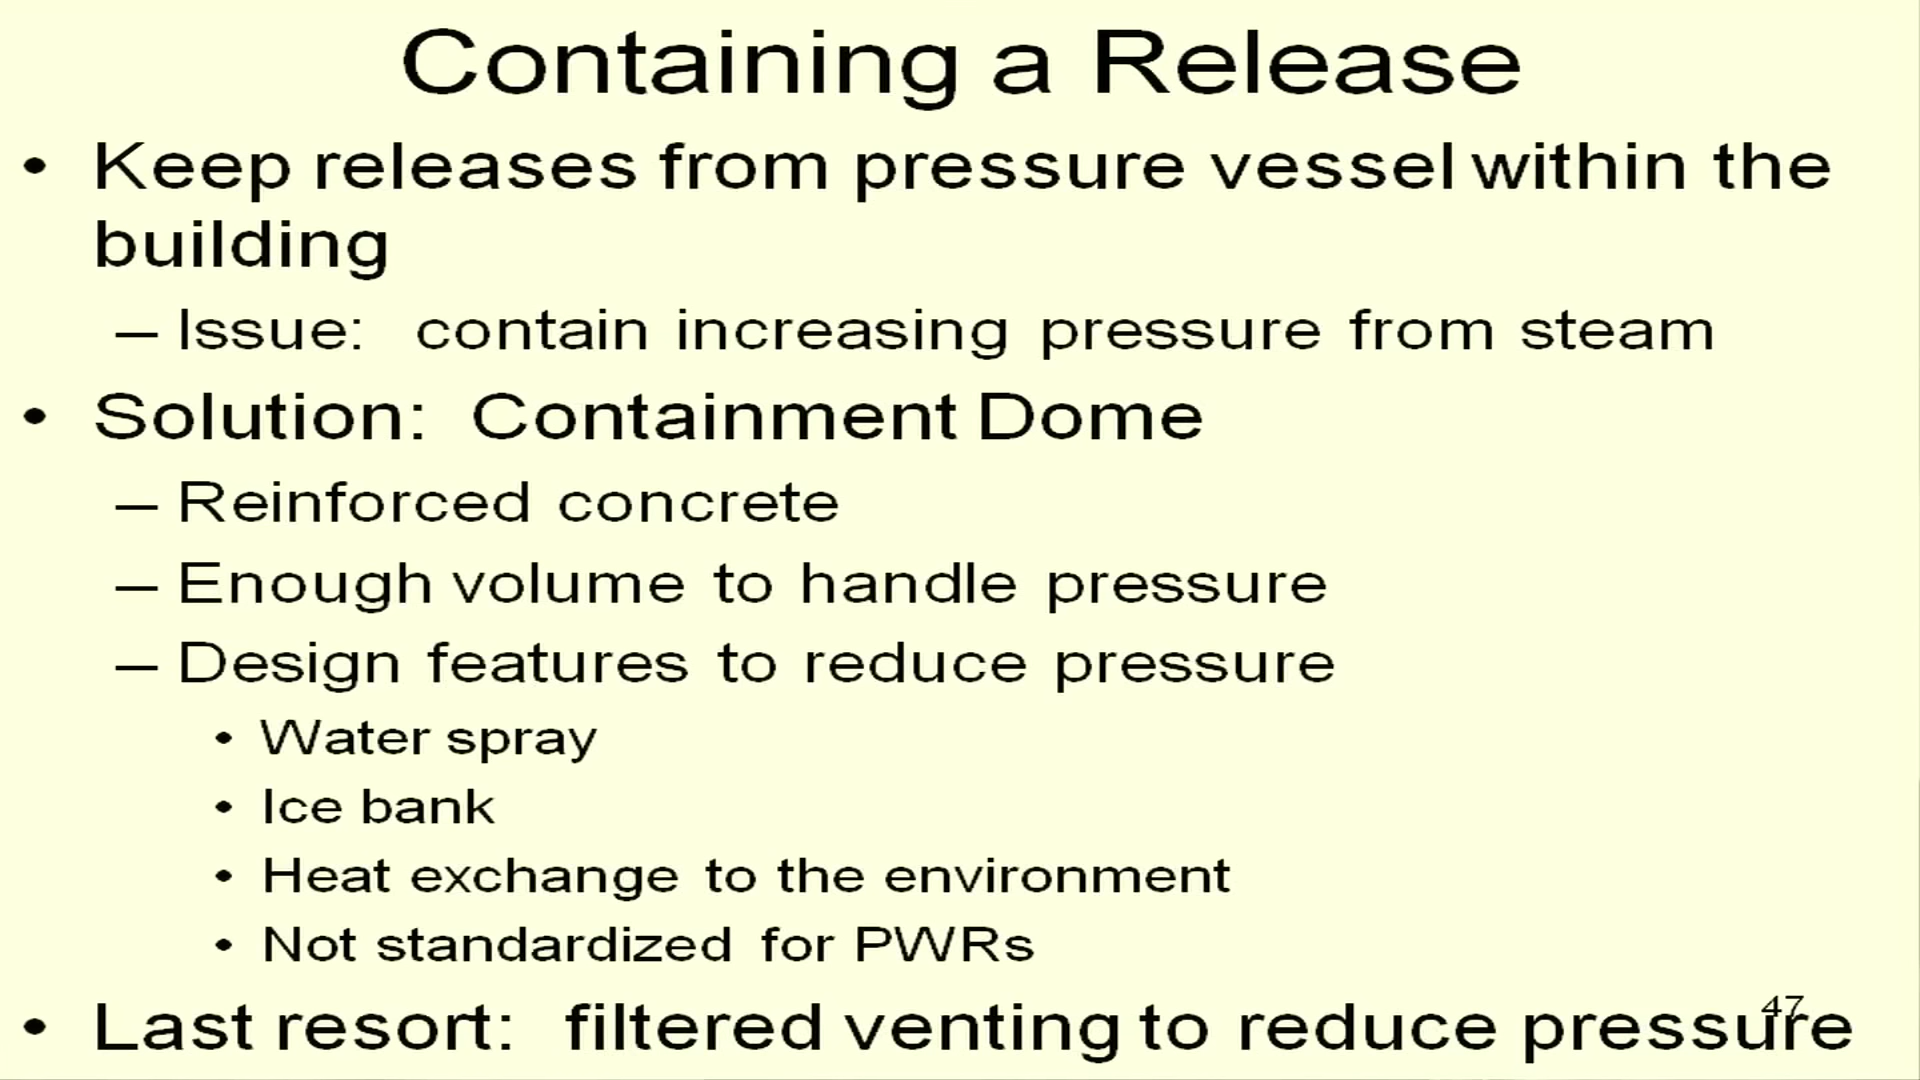 Containing a Release
• Keep releases from pressure vessel within the
building
– Issue: contain increasing pressure from steam
• Solution: Containment Dome
– Reinforced concrete
– Enough volume to handle pressure
– Design features to reduce pressure
• Water spray
• Ice bank
• Heat exchange to the environment
• Not standardized for PWRs
• Last resort: filtered venting to reduce pressure
47